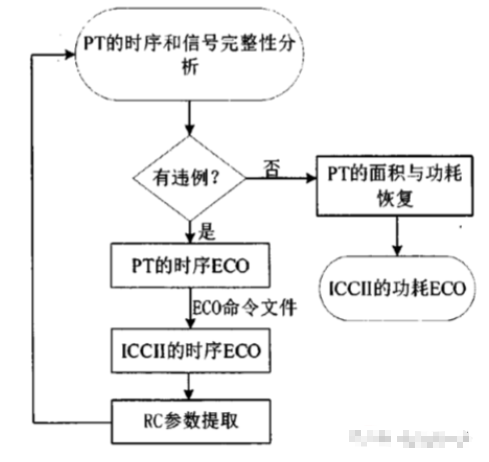 PT的时序和信号完整性分
析
有违例?
否
PT的面积与功耗
恢复
是
PT的时序ECO
ICCII的功耗ECO
ECO命令文件
ICCII的时序ECO
RC参数提取